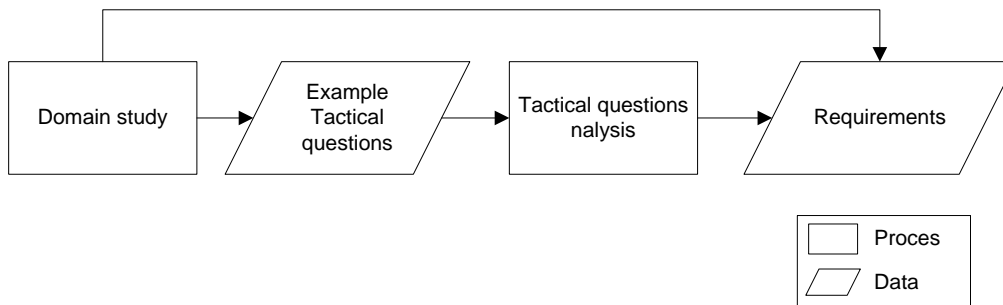 Domain study
Example
Tactical
questions
Tactical questions
nalysis
Requirements
Proces
Data